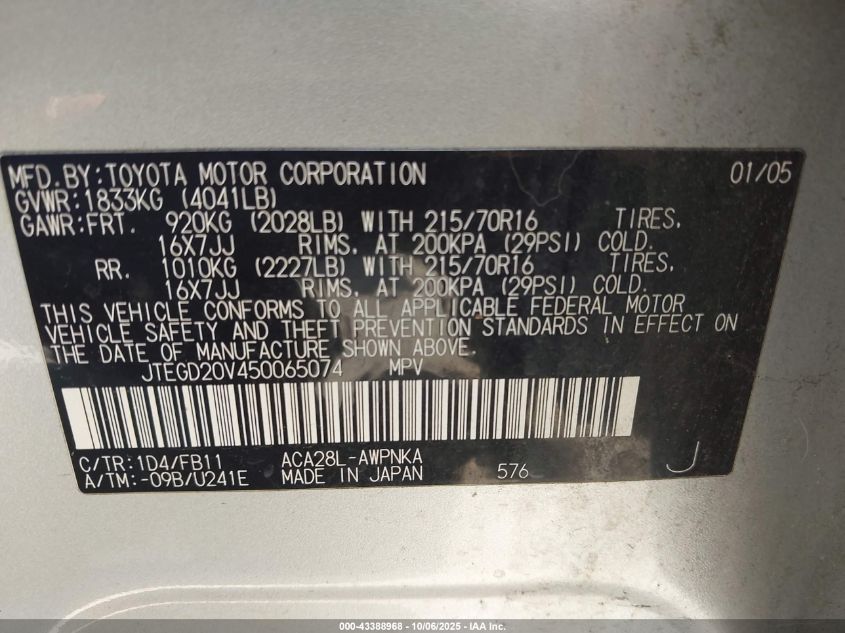 MFD.BY:TOYOTA MOTOR CORPORATION 01/05
GVWR:1833KG (4041LB)
GAWR:FRT. 920KG (2028LB) WITH 215/70R16 TIRES,
16X7JJ RIMS, AT 200KPA (29PSI) COLD.
RR. 1010KG (2227LB) WITH 215/70R16 TIRES,
16X7JJ RIMS, AT 200KPA (29PSI) COLD.
THIS VEHICLE CONFORMS TO ALL APPLICABLE FEDERAL MOTOR
VEHICLE SAFETY AND THEFT PREVENTION STANDARDS IN EFFECT ON
THE DATE OF MANUFACTURE SHOWN ABOVE.
JTEGD20V450065074 MPV
C/TR:1D4/FB11 ACA28L-AWPNKA
A/TM:-09B/U241E MADE IN JAPAN 576 J
000-43388968 - 10/06/2025 - IAA Inc.